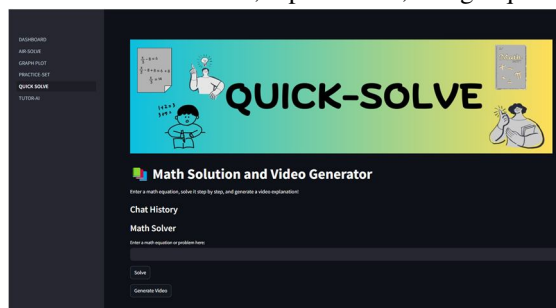 DASHBOARD
AIR-SOLVE
GRAPH PLOT
PRACTICE-SET
QUICK SOLVE
TUTOR-AI
QUICK-SOLVE
Math
Math Solution and Video Generator
Enter a math equation, solve it step by step, and generate a video explanation!
Chat History
Math Solver
Enter a math equation or problem here:
Solve
Generate Video